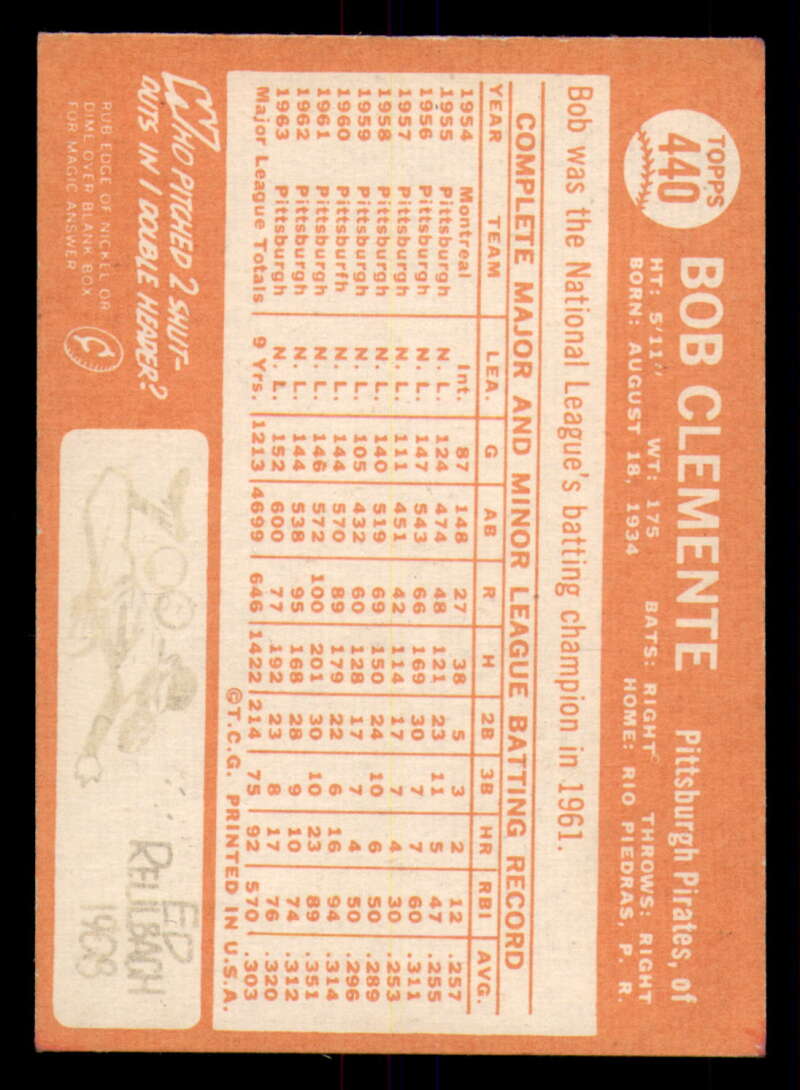 TOPPS
440
BOB CLEMENTE Pittsburgh Pirates, of
HT: 5'11" WT: 175 BATS: RIGHT THROWS: RIGHT
BORN: AUGUST 18, 1934 HOME: RIO PIEDRAS, P. R.
Bob was the National League's batting champion in 1961.
COMPLETE MAJOR AND MINOR LEAGUE BATTING RECORD
YEAR TEAM LEA. G AB R H 2B 3B HR RBI AVG.
1954 Montreal Int. 87 148 27 38 5 3 2 12 .257
1955 Pittsburgh N. L. 124 474 48 121 23 11 5 47 .255
1956 Pittsburgh N. L. 147 543 66 169 30 7 7 60 .311
1957 Pittsburgh N. L. 111 451 42 114 17 7 4 30 .253
1958 Pittsburgh N. L. 140 519 69 150 24 10 6 50 .289
1959 Pittsburgh N. L. 105 432 60 128 17 7 4 50 .296
1960 Pittsburfh N. L. 144 570 89 179 22 6 16 94 .314
1961 Pittsburgh N. L. 146 572 100 201 30 10 23 89 .351
1962 Pittsburgh N. L. 144 538 95 168 28 9 10 74 .312
1963 Pittsburgh N. L. 152 600 77 192 23 8 17 76 .320
Major League Totals 9 Yrs. 1213 4699 646 1422 214 75 92 570 .303
©T.C.G. PRINTED IN U.S.A.
WHO PITCHED 2 SHUT-
OUTS IN 1 DOUBLE HEADER?
RUB EDGE OF NICKEL OR
DIME OVER BLANK BOX
FOR MAGIC ANSWER
ED
REULBACH
1908